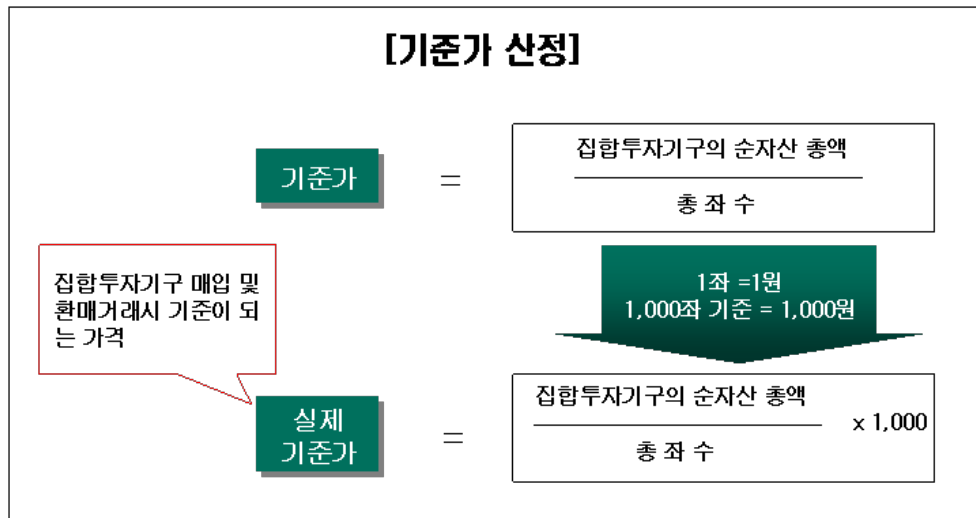 [기준가 산정]
기준가
=
집합투자기구의 순자산 총액
총 좌 수
집합투자기구 매입 및
환매거래시 기준이 되
는 가격
1좌 =1원
1,000좌 기준 = 1,000원
실제
기준가
=
집합투자기구의 순자산 총액
총 좌 수
x 1,000